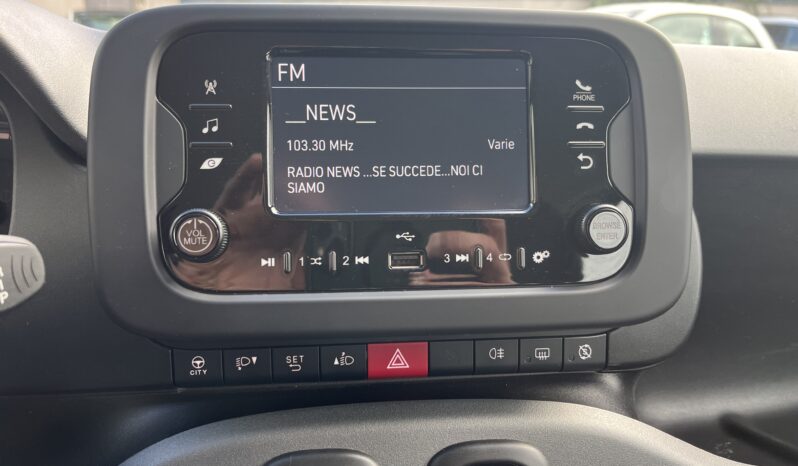 FM
__NEWS__
103.30 MHz Varie
RADIO NEWS ...SE SUCCEDE...NOI CI
SIAMO
PHONE
VOL
MUTE
BROWSE
ENTER
1 2 3 4
CITY SET